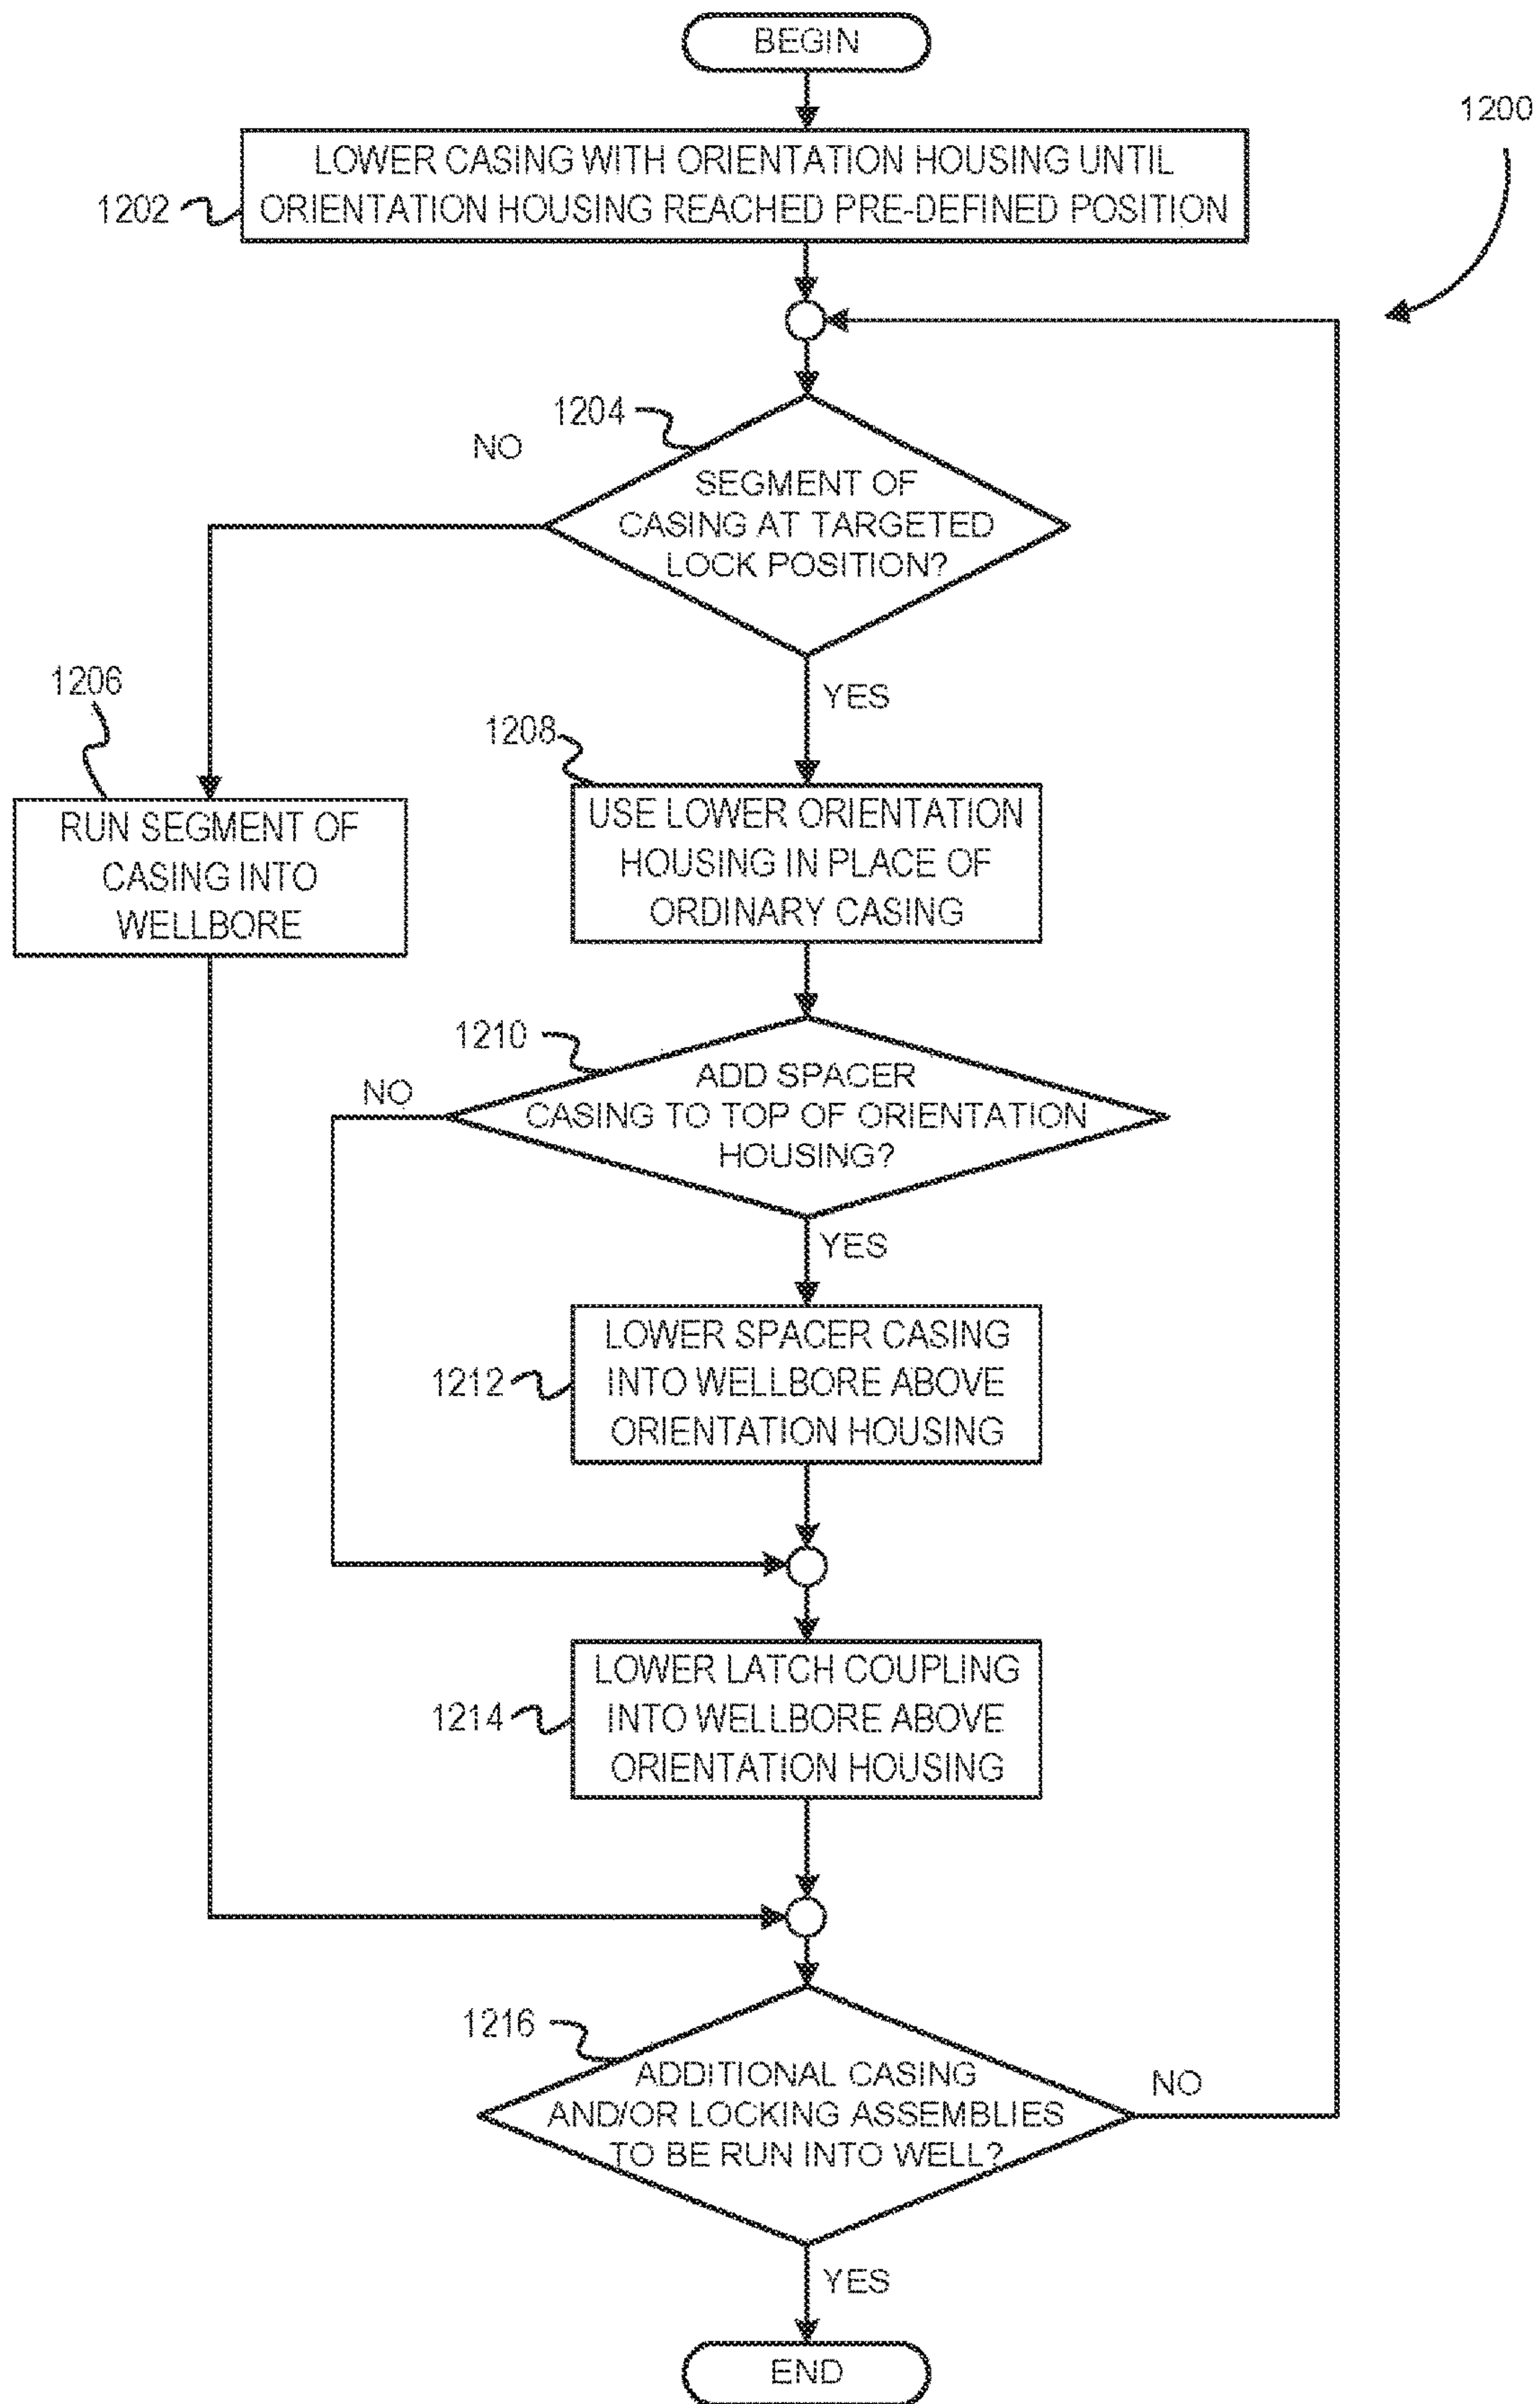 BEGIN
1200
LOWER CASING WITH ORIENTATION HOUSING UNTIL
ORIENTATION HOUSING REACHED PRE-DEFINED POSITION
1202
1204
NO
SEGMENT OF
CASING AT TARGETED
LOCK POSITION?
YES
1206
RUN SEGMENT OF
CASING INTO
WELLBORE
1208
USE LOWER ORIENTATION
HOUSING IN PLACE OF
ORDINARY CASING
1210
NO
ADD SPACER
CASING TO TOP OF ORIENTATION
HOUSING?
YES
LOWER SPACER CASING
INTO WELLBORE ABOVE
ORIENTATION HOUSING
1212
LOWER LATCH COUPLING
INTO WELLBORE ABOVE
ORIENTATION HOUSING
1214
1216
ADDITIONAL CASING
AND/OR LOCKING ASSEMBLIES
TO BE RUN INTO WELL?
NO
YES
END